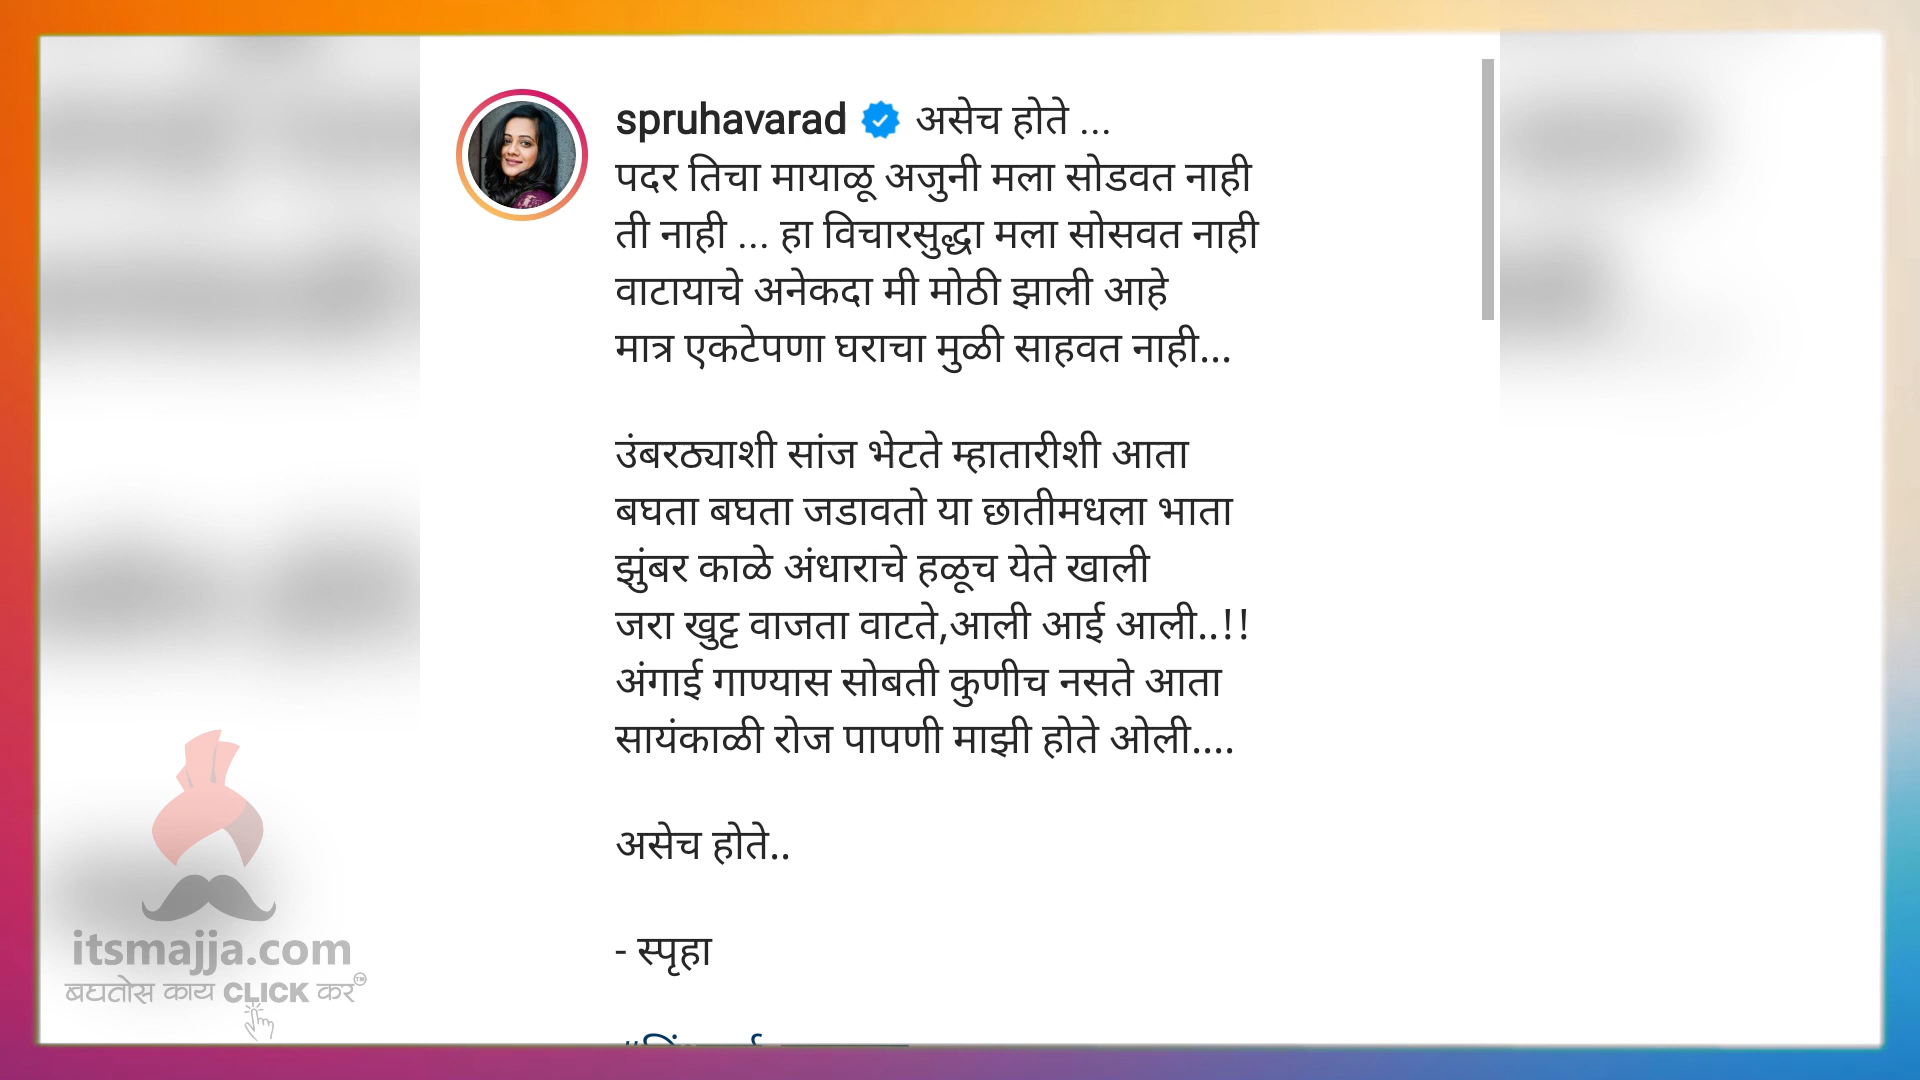 spruhavarad असेच होते ...
पदर तिचा मायाळू अजुनी मला सोडवत नाही
ती नाही ... हा विचारसुद्धा मला सोसवत नाही
वाटायाचे अनेकदा मी मोठी झाली आहे
मात्र एकटेपणा घराचा मुळी साहवत नाही...
उंबरठ्याशी सांज भेटते म्हातारीशी आता
बघता बघता जडावतो या छातीमधला भाता
झुंबर काळे अंधाराचे हळूच येते खाली
जरा खुट्ट वाजता वाटते,आली आई आली..!!
अंगाई गाण्यास सोबती कुणीच नसते आता
सायंकाळी रोज पापणी माझी होते ओली....
असेच होते..
- स्पृहा
itsmajja.com
बघतोस काय CLICK कर™